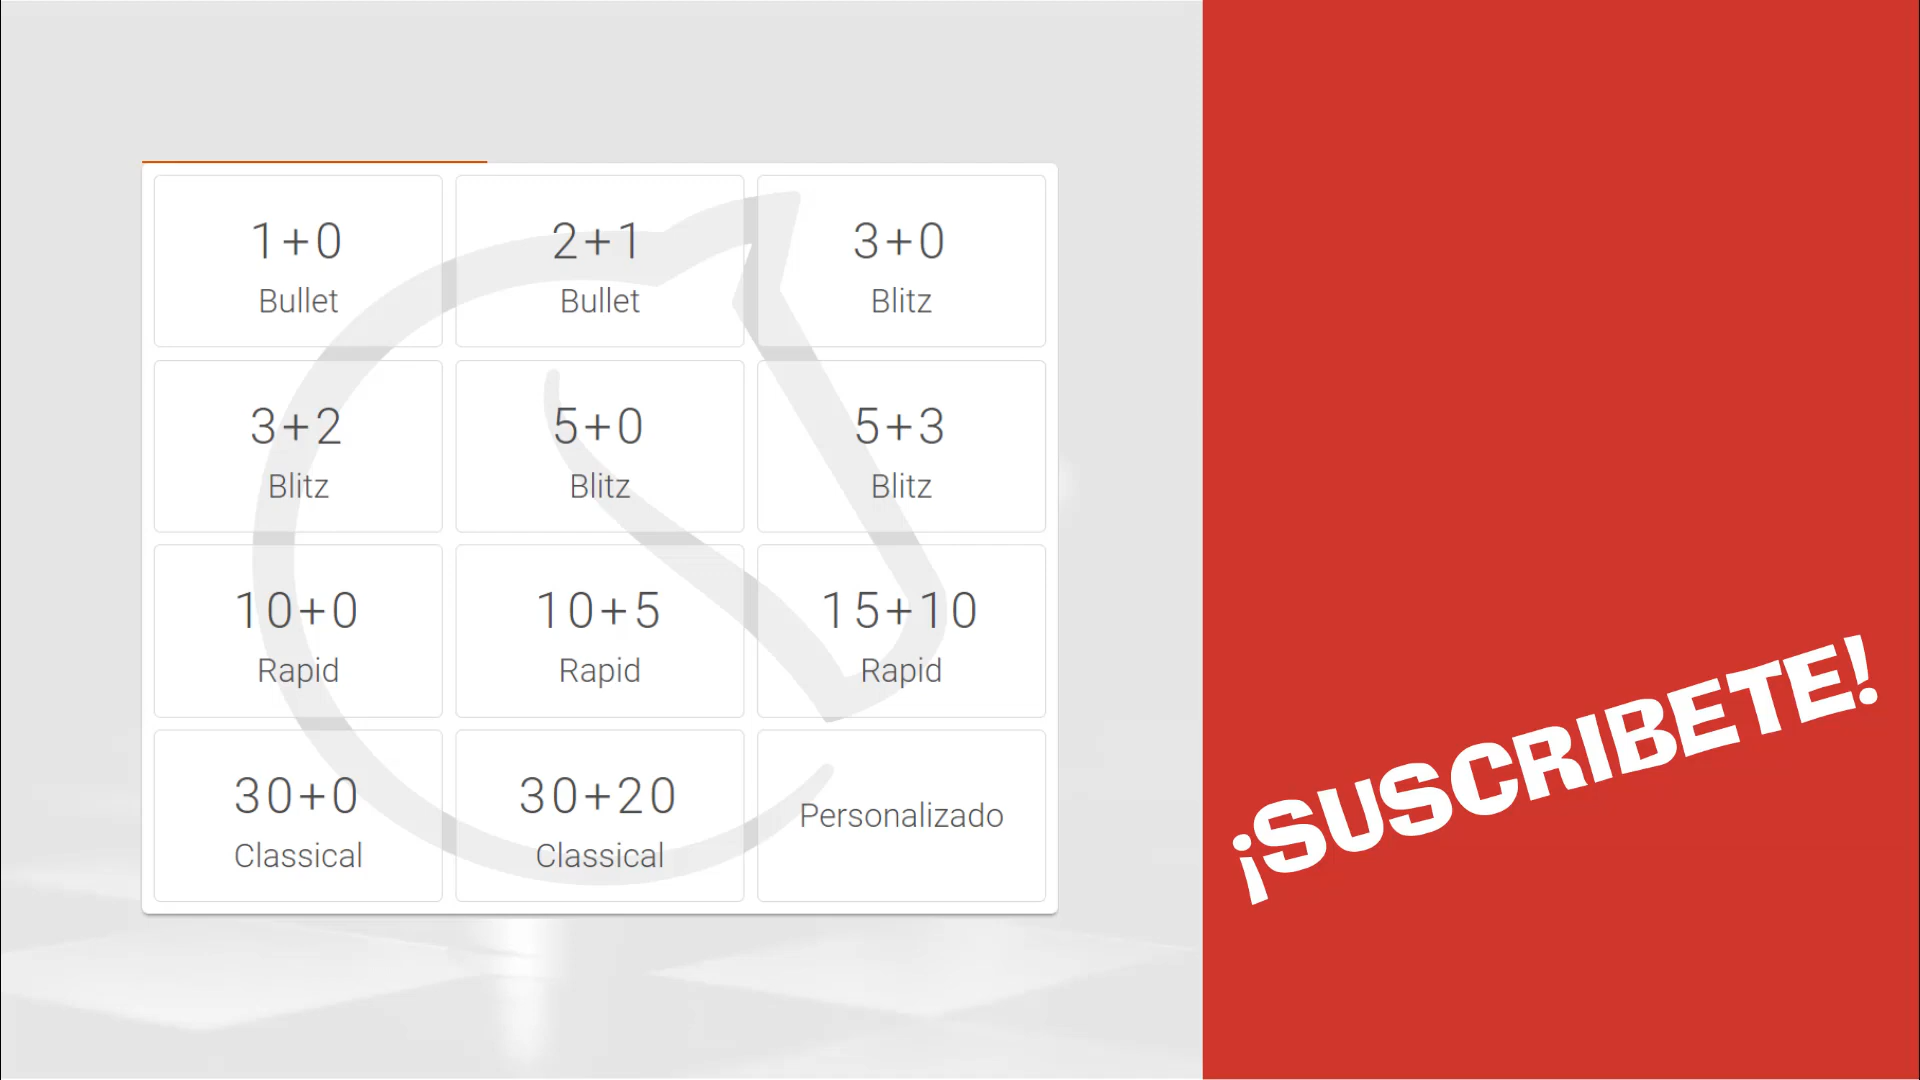 1+0
Bullet
2+1
Bullet
3+0
Blitz
3+2
Blitz
5+0
Blitz
5+3
Blitz
10+0
Rapid
10+5
Rapid
15+10
Rapid
30+0
Classical
30+20
Classical
Personalizado
¡SUSCRIBETE!